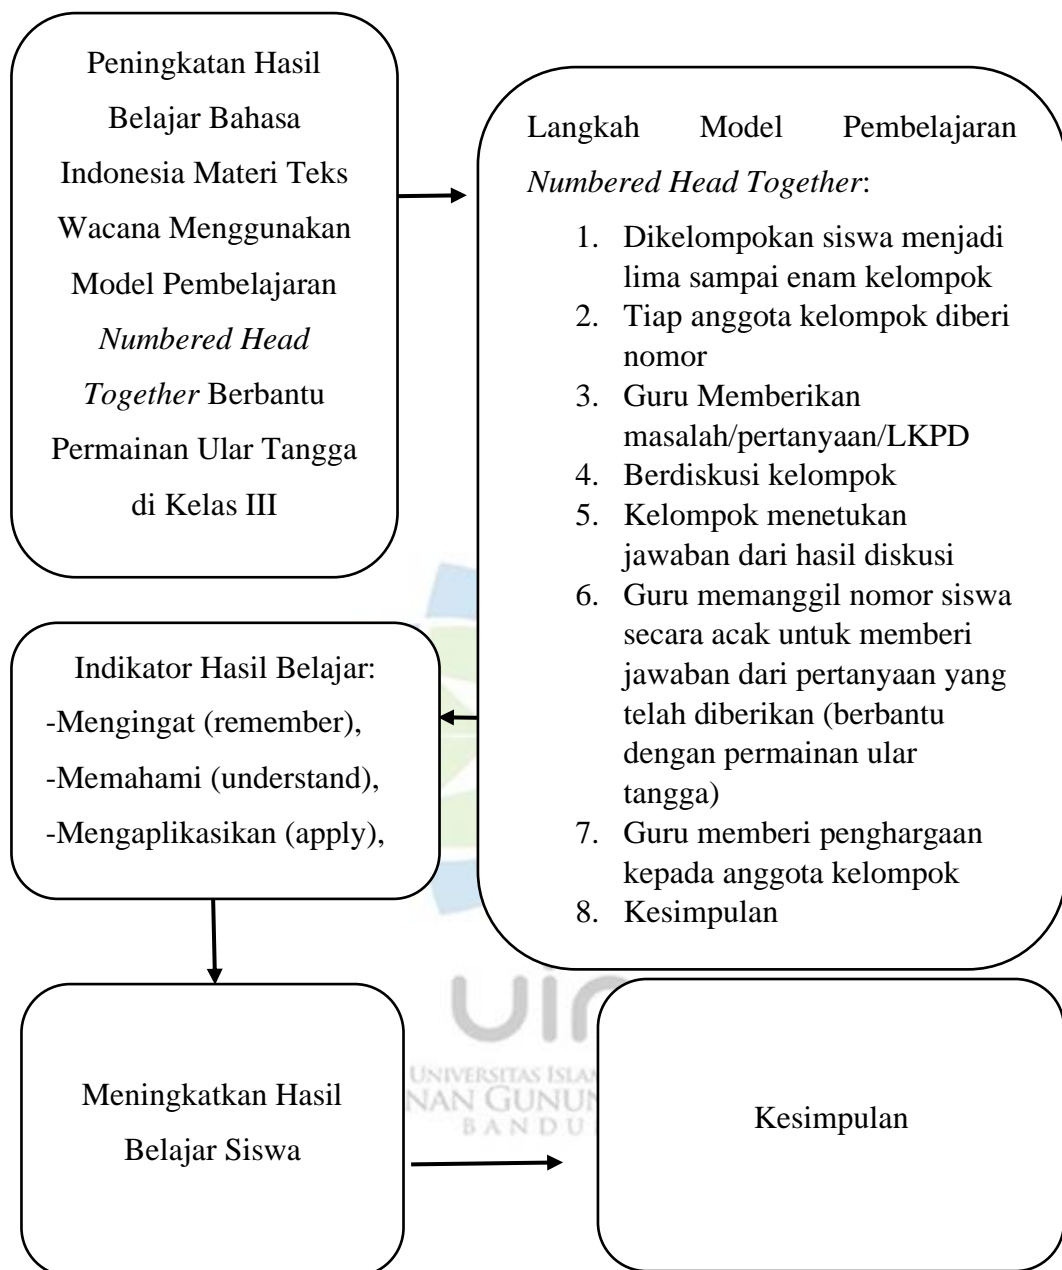 Peningkatan Hasil
Belajar Bahasa
Indonesia Materi Teks
Wacana Menggunakan
Model Pembelajaran
Numbered Head
Together Berbantu
Permainan Ular Tangga
di Kelas III
Langkah Model Pembelajaran
Numbered Head Together:
1. Dikelompokan siswa menjadi
lima sampai enam kelompok
2. Tiap anggota kelompok diberi
nomor
3. Guru Memberikan
masalah/pertanyaan/LKPD
4. Berdiskusi kelompok
5. Kelompok menetukan
jawaban dari hasil diskusi
6. Guru memanggil nomor siswa
secara acak untuk memberi
jawaban dari pertanyaan yang
telah diberikan (berbantu
dengan permainan ular
tangga)
7. Guru memberi penghargaan
kepada anggota kelompok
8. Kesimpulan
Indikator Hasil Belajar:
-Mengingat (remember),
-Memahami (understand),
-Mengaplikasikan (apply),
Meningkatkan Hasil
Belajar Siswa
Kesimpulan
UNIVERSITAS
BANDU